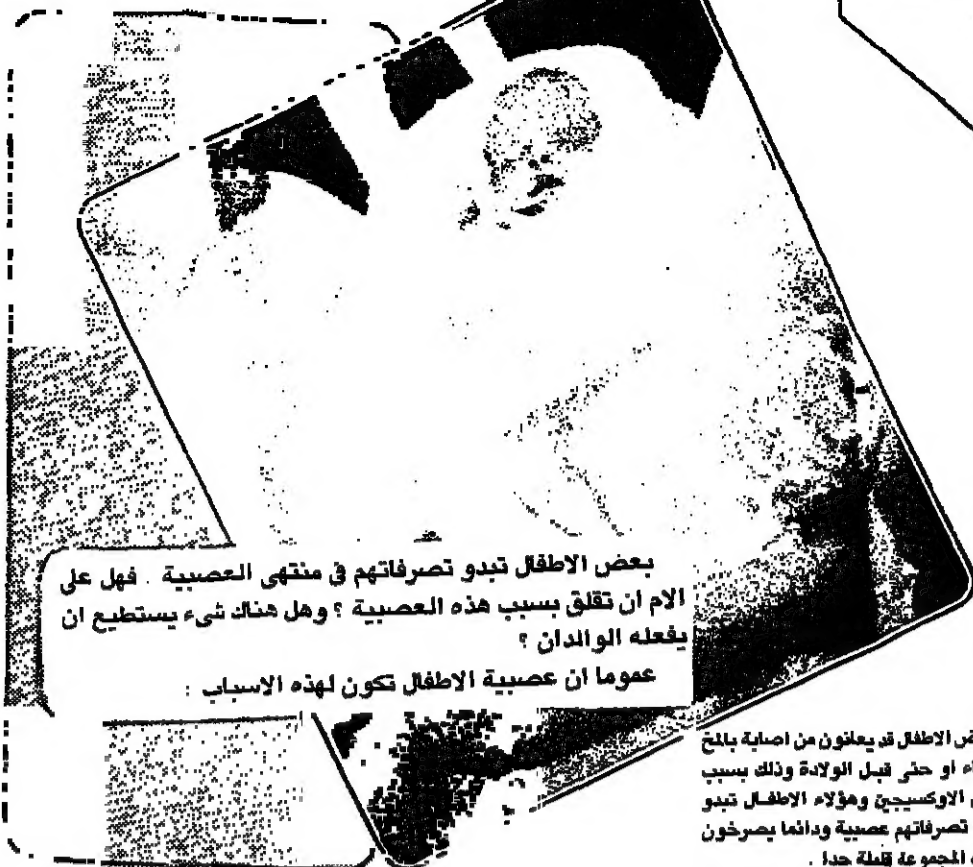 بعض الاطفال تبدو تصرفاتهم في منتهى العصبية . فهل على
الام ان تقلق بسبب هذه العصبية ؟ وهل هناك شىء يستطيع ان
يفعله الوالدان ؟
عموما ان عصبية الاطفال تكون لهذه الاسباب :
الاطفال قد يعانون من اصابة بالمخ
او حتى قبل الولادة وذلك بسبب
الاوكسيجين وهؤلاء الاطفال تبدو
تصرفاتهم عصبية ودائما يصرخون
المجموعة قليلة جدا .